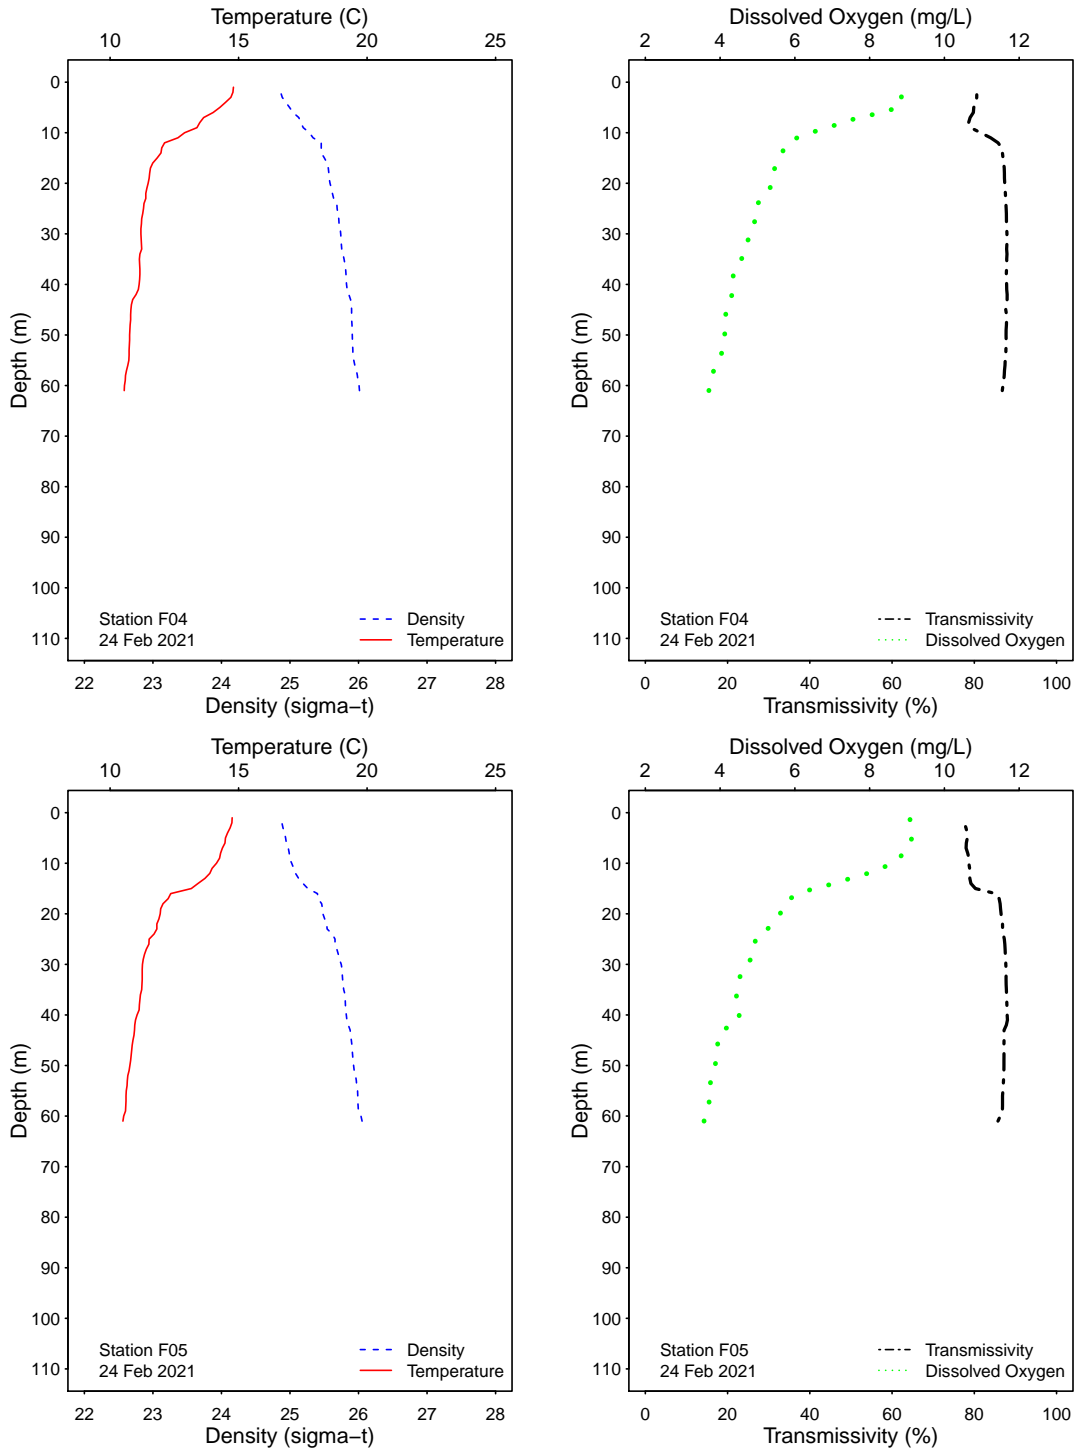 Temperature (C)
10 15 20 25
0
10
20
30
40
50
60
70
80
90
100
110
Depth (m)
Station F04
24 Feb 2021
Density
Temperature
22 23 24 25 26 27 28
Density (sigma−t)
Dissolved Oxygen (mg/L)
2 4 6 8 10 12
0
10
20
30
40
50
60
70
80
90
100
110
Depth (m)
Station F04
24 Feb 2021
Transmissivity
Dissolved Oxygen
0 20 40 60 80 100
Transmissivity (%)
Temperature (C)
10 15 20 25
0
10
20
30
40
50
60
70
80
90
100
110
Depth (m)
Station F05
24 Feb 2021
Density
Temperature
22 23 24 25 26 27 28
Density (sigma−t)
Dissolved Oxygen (mg/L)
2 4 6 8 10 12
0
10
20
30
40
50
60
70
80
90
100
110
Depth (m)
Station F05
24 Feb 2021
Transmissivity
Dissolved Oxygen
0 20 40 60 80 100
Transmissivity (%)